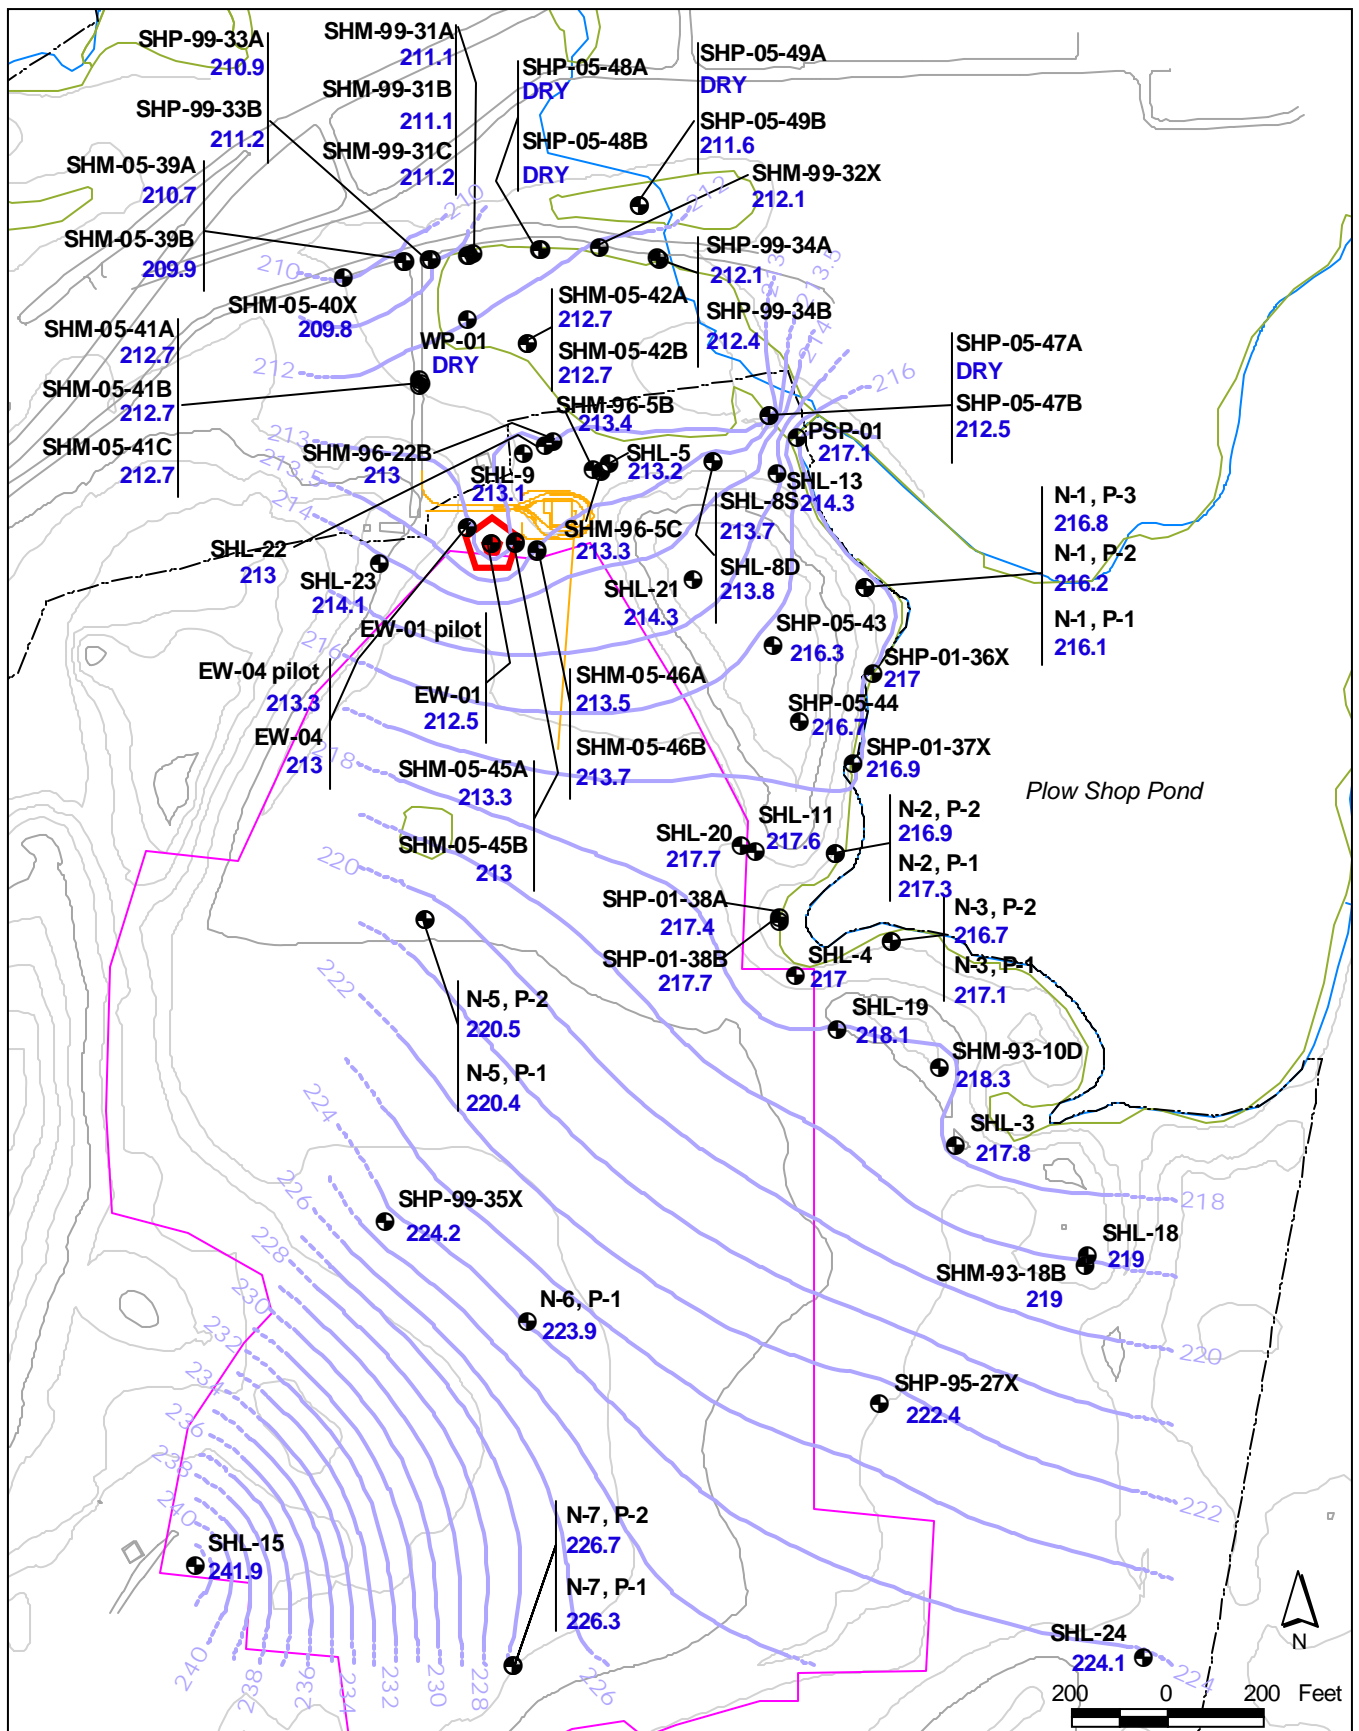 SHP-99-33A
210.9
SHP-99-33B
211.2
SHM-99-31A
211.1
SHM-99-31B
211.1
SHM-99-31C
211.2
SHP-05-48A
DRY
SHP-05-48B
DRY
SHP-05-49A
DRY
SHP-05-49B
211.6
SHM-99-32X
212.1
SHM-05-39A
210.7
SHM-05-39B
209.9
210
212
210
SHM-05-40X
209.8
SHP-99-34A
212.1
SHP-99-34B
212.4
213
213.5
214
216
SHM-05-42A
212.7
SHM-05-42B
212.7
WP-01
DRY
212
SHM-05-41A
212.7
SHM-05-41B
212.7
SHM-05-41C
212.7
SHP-05-47A
DRY
SHP-05-47B
212.5
SHM-96-5B
213.4
PSP-01
217.1
213
213.5
214
SHM-96-22B
213
SHL-9
213.1
SHL-5
213.2
SHL-13
214.3
SHL-8S
213.7
SHL-8D
213.8
N-1, P-3
216.8
N-1, P-2
216.2
N-1, P-1
216.1
SHM-96-5C
213.3
SHL-22
213
SHL-23
214.1
SHL-21
214.3
EW-01 pilot
EW-01
212.5
216
SHP-05-43
216.3
SHP-01-36X
217
EW-04 pilot
213.3
EW-04
213
SHM-05-46A
213.5
SHM-05-46B
213.7
SHP-05-44
216.7
218
SHM-05-45A
213.3
SHM-05-45B
213
SHP-01-37X
216.9
Plow Shop Pond
SHL-20
217.7
SHL-11
217.6
N-2, P-2
216.9
N-2, P-1
217.3
220
SHP-01-38A
217.4
SHP-01-38B
217.7
N-3, P-2
216.7
N-3, P-1
217.1
SHL-4
217
222
N-5, P-2
220.5
N-5, P-1
220.4
SHL-19
218.1
SHM-93-10D
218.3
224
SHL-3
217.8
226
SHP-99-35X
224.2
218
228
SHL-18
219
SHM-93-18B
219
230
N-6, P-1
223.9
232
220
234
SHP-95-27X
222.4
236
238
240
222
N-7, P-2
226.7
N-7, P-1
226.3
SHL-15
241.9
SHL-24
224.1
224
240
238
236
234
232
230
228
226
N
200 0 200 Feet